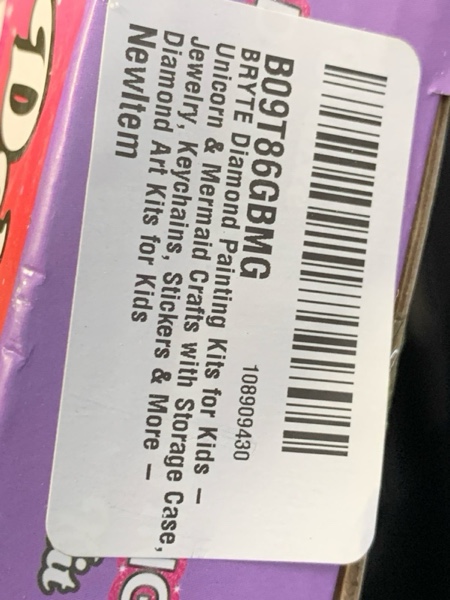 B09T86GBMG
BRYTE Diamond Painting Kits for Kids – 108909430
Unicorn & Mermaid Crafts with Storage Case,
Jewelry, Keychains, Stickers & More –
Diamond Art Kits for Kids
NewItem